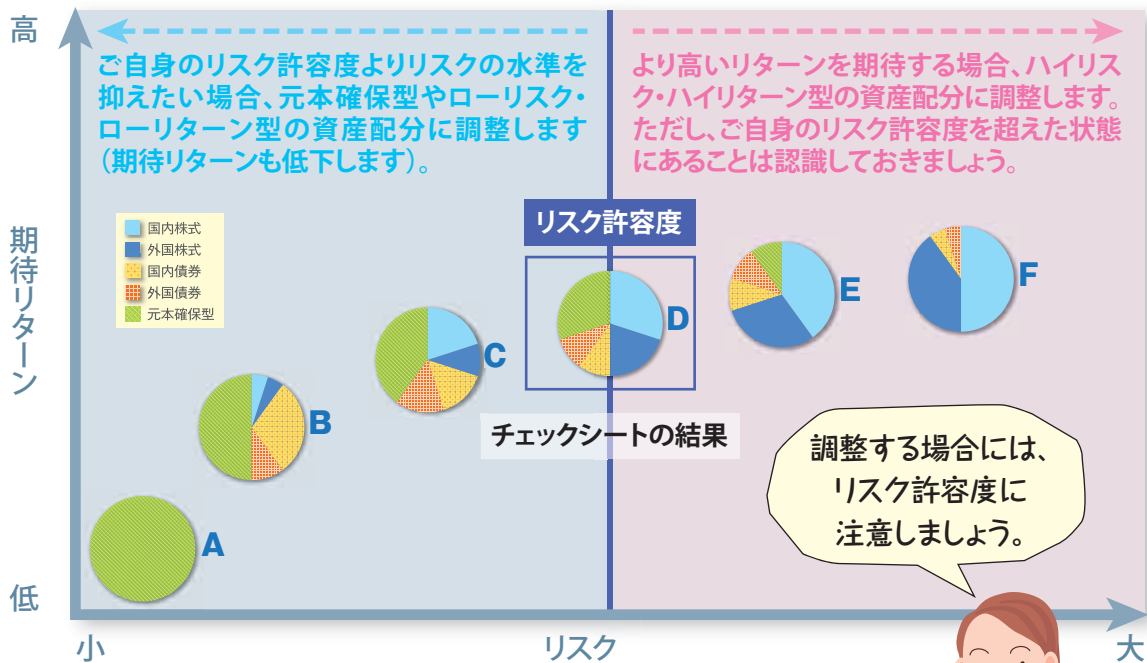 高
ご自身のリスク許容度よりリスクの水準を
抑えたい場合、元本確保型やローリスク・
ローリターン型の資産配分に調整します
（期待リターンも低下します）。
より高いリターンを期待する場合、ハイリス
ク・ハイリターン型の資産配分に調整します。
ただし、ご自身のリスク許容度を超えた状態
にあることは認識しておきましょう。
期待リターン
国内株式
外国株式
国内債券
外国債券
元本確保型
リスク許容度
A
B
C
D
E
F
チェックシートの結果
調整する場合には、
リスク許容度に
注意しましょう。
低
小
リスク
大